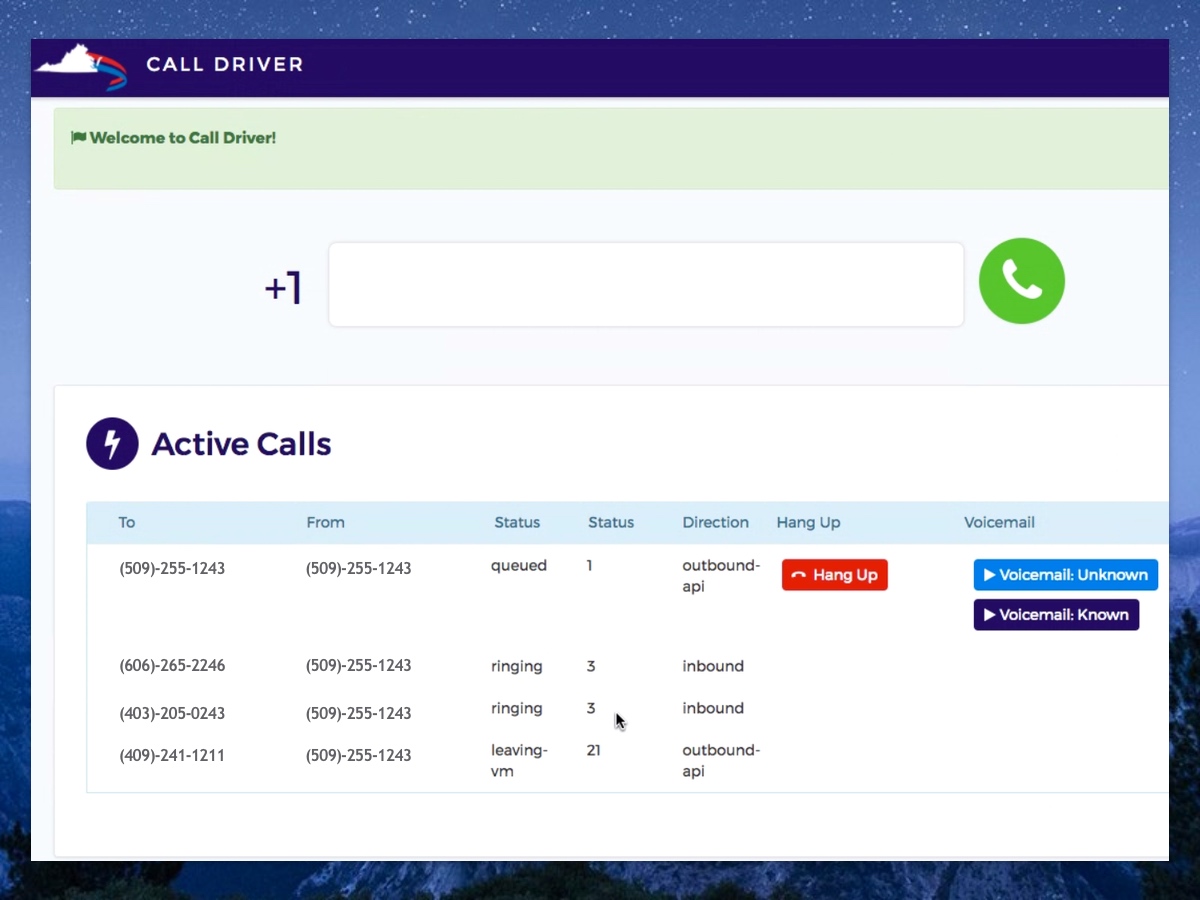 CALL DRIVER
Welcome to Call Driver!
+1
Active Calls
To From Status Status Direction Hang Up Voicemail
(509)-255-1243 (509)-255-1243 queued 1 outbound-
api Hang Up Voicemail: Unknown
Voicemail: Known
(606)-265-2246 (509)-255-1243 ringing 3 inbound
(403)-205-0243 (509)-255-1243 ringing 3 inbound
(409)-241-1211 (509)-255-1243 leaving- 21 outbound-
vm api